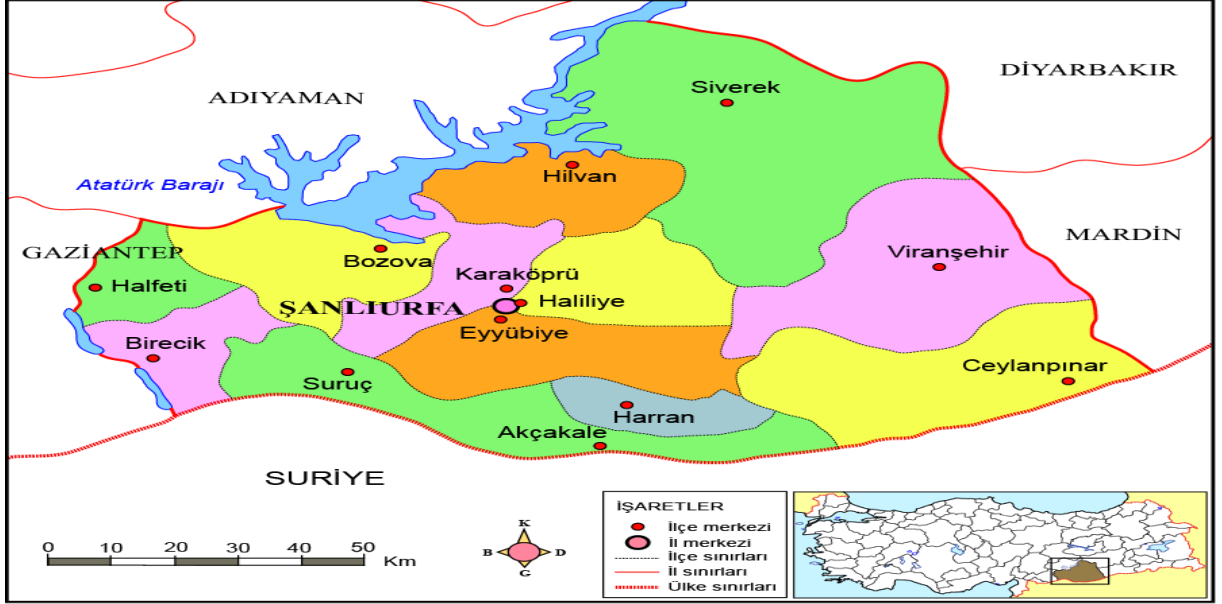 DİYARBAKIR
Siverek
ADIYAMAN
Hilvan
Atatürk Barajı
MARDİN
GAZİANTEP
Viranşehir
Bozova
Karaköprü
Halfeti
Haliliye
ŞANLIURFA
Eyyübiye
Birecik
Ceylanpınar
Suruç
Harran
Akçakale
SURİYE
İŞARETLER
İlçe merkezi
İl merkezi
İlçe sınırları
İl sınırları
Ülke sınırları
K
B D
G
0 10 20 30 40 50 Km